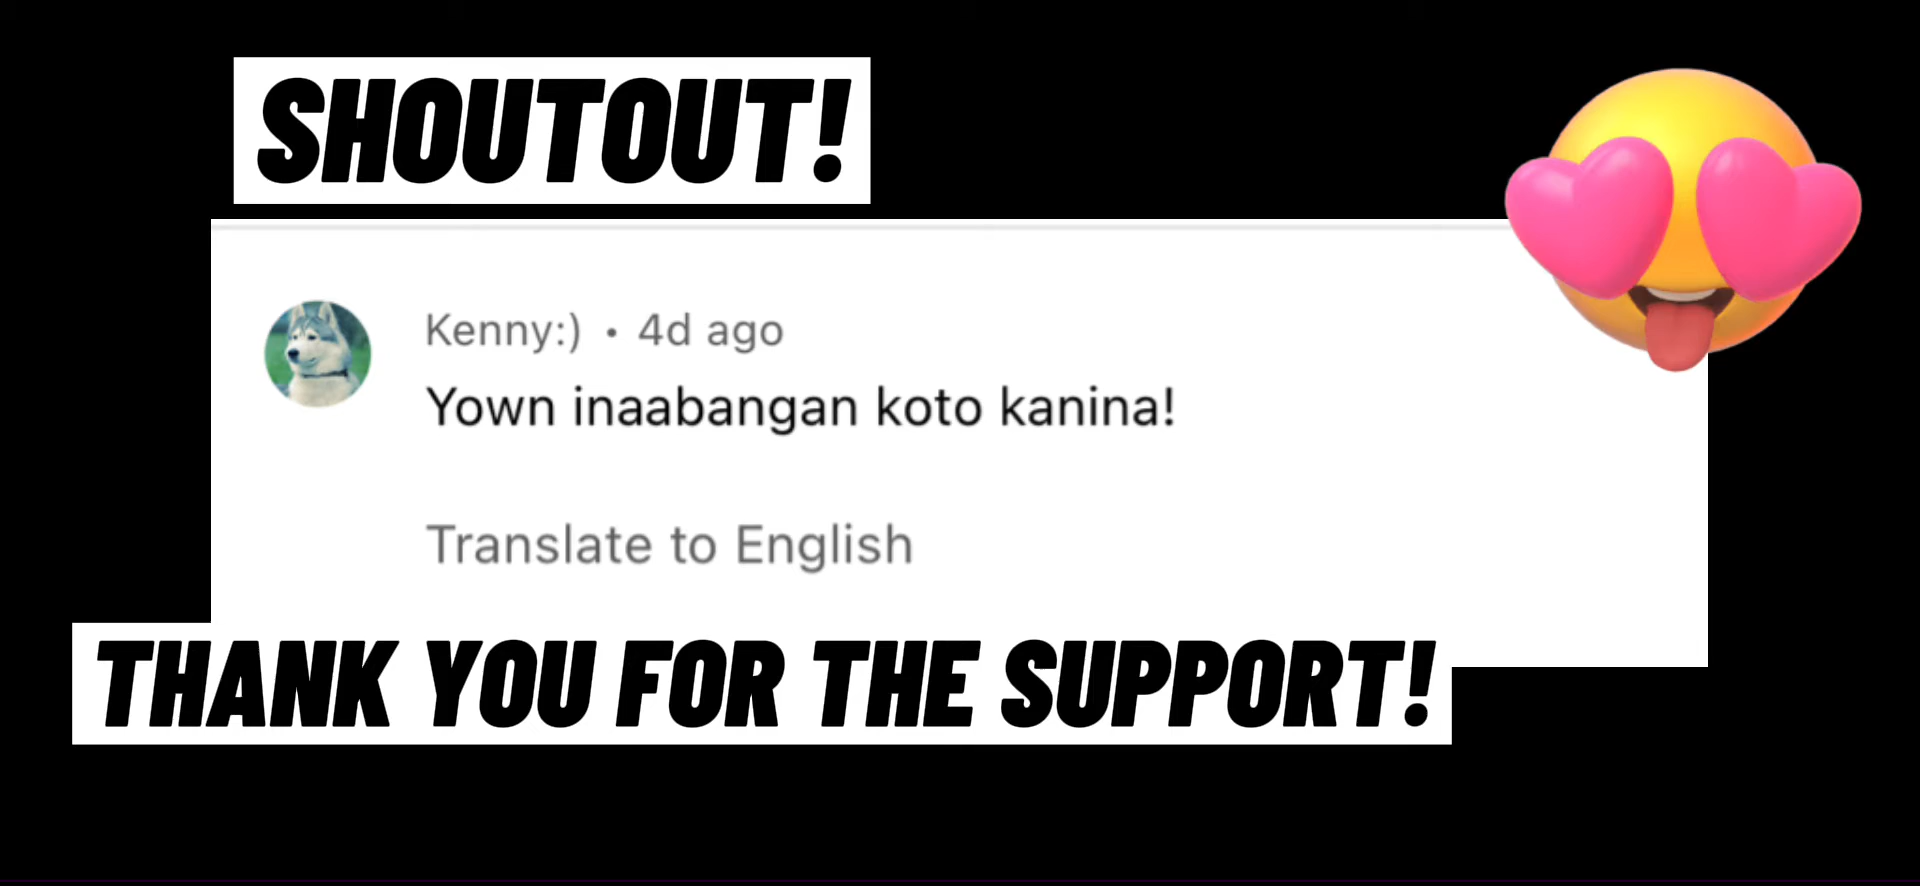 SHOUTOUT!
Kenny:) • 4d ago
Yown inaabangan koto kanina!
Translate to English
THANK YOU FOR THE SUPPORT!